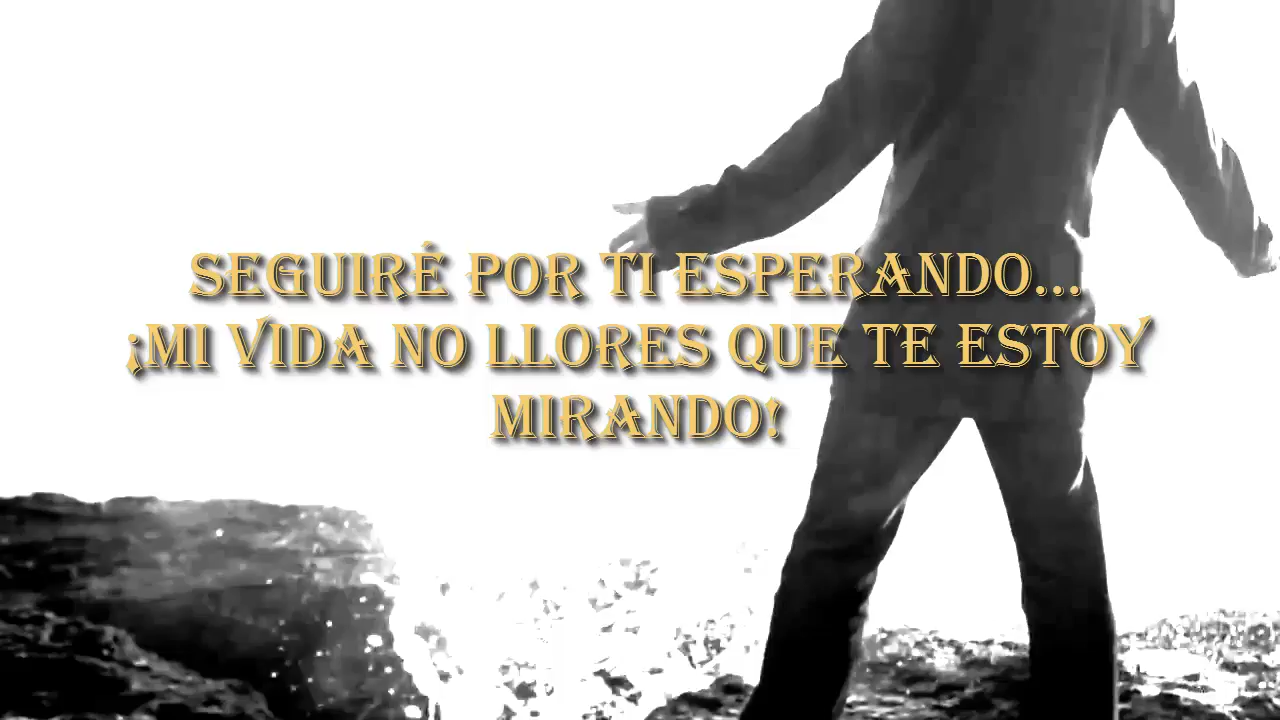 SEGUIRÉ POR TI ESPERANDO...
¡MI VIDA NO LLORES QUE TE ESTOY
MIRANDO!